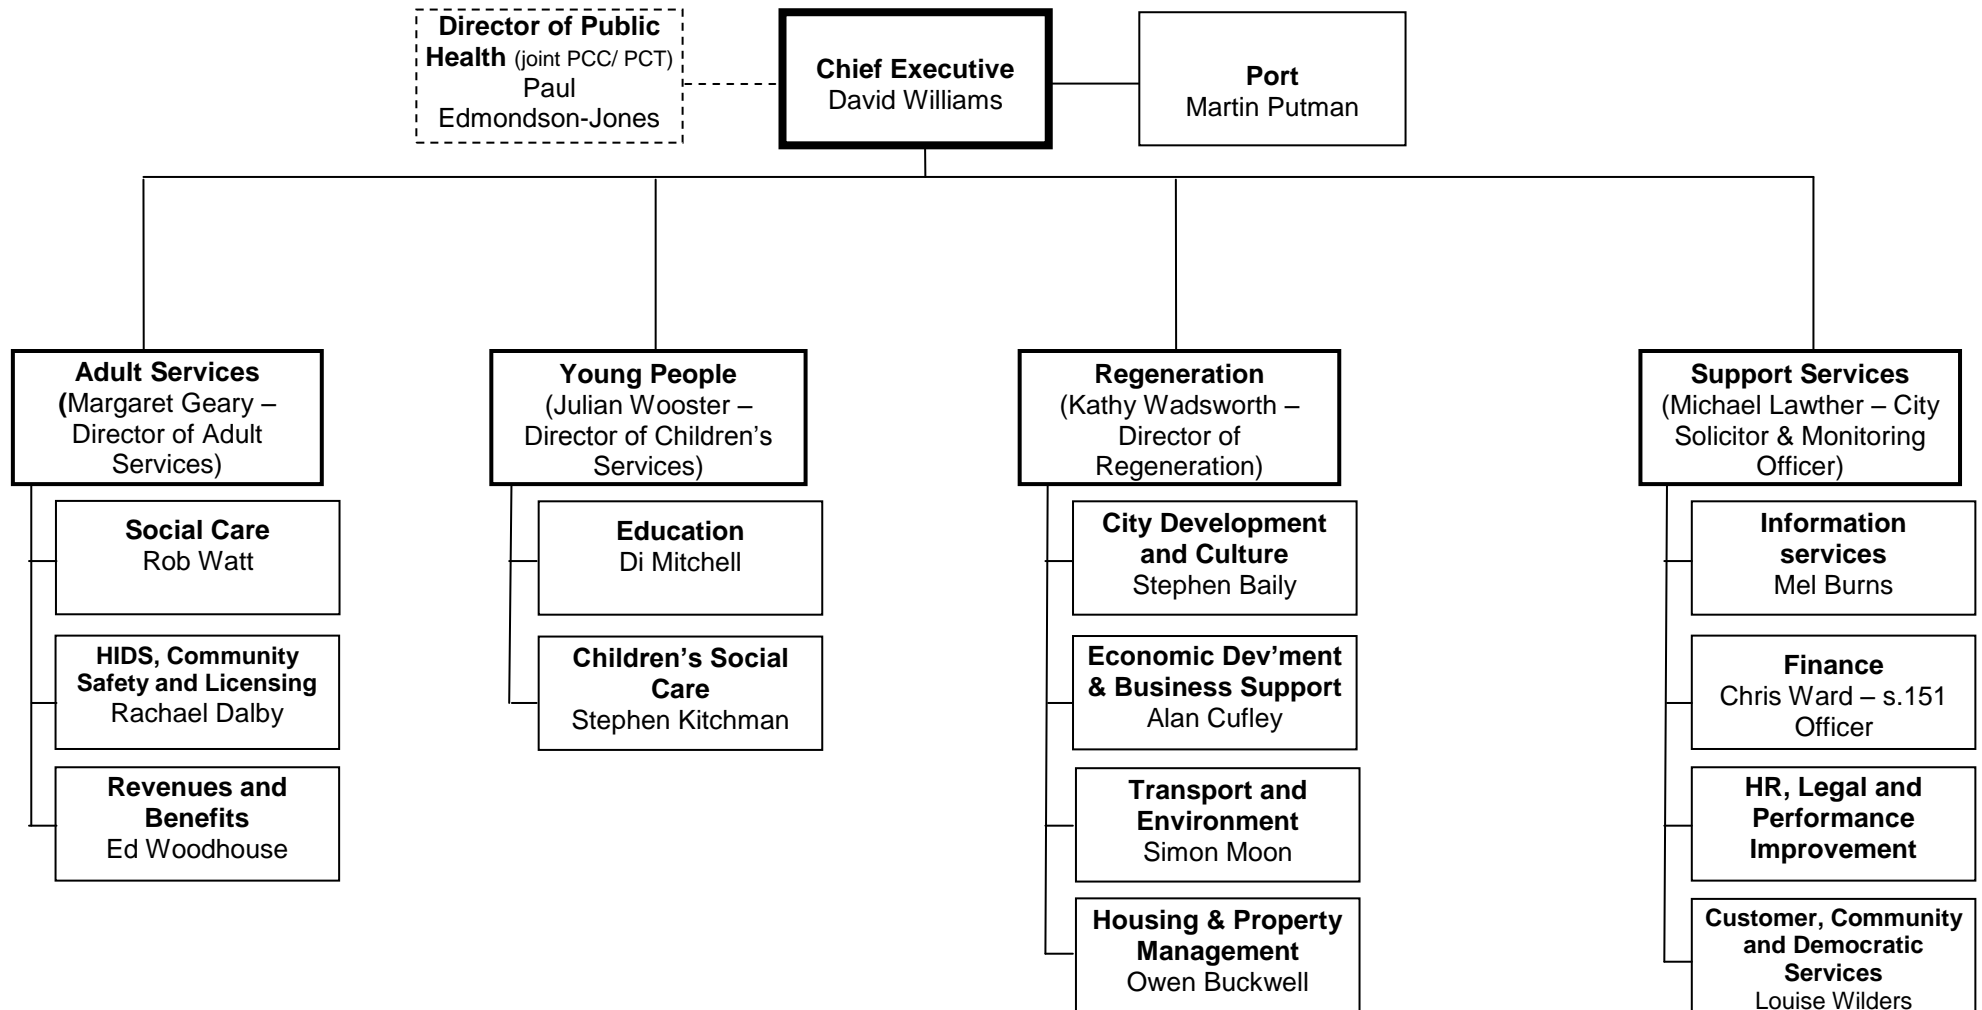 Director of Public
Health (joint PCC/ PCT)
Paul
Edmondson-Jones
Chief Executive
David Williams
Port
Martin Putman
Adult Services
(Margaret Geary –
Director of Adult
Services)
Social Care
Rob Watt
HIDS, Community
Safety and Licensing
Rachael Dalby
Revenues and
Benefits
Ed Woodhouse
Young People
(Julian Wooster –
Director of Children’s
Services)
Education
Di Mitchell
Children’s Social
Care
Stephen Kitchman
Regeneration
(Kathy Wadsworth –
Director of
Regeneration)
City Development
and Culture
Stephen Baily
Economic Dev’ment
& Business Support
Alan Cufley
Transport and
Environment
Simon Moon
Housing & Property
Management
Owen Buckwell
Support Services
(Michael Lawther – City
Solicitor & Monitoring
Officer)
Information
services
Mel Burns
Finance
Chris Ward – s.151
Officer
HR, Legal and
Performance
Improvement
Customer, Community
and Democratic
Services
Louise Wilders